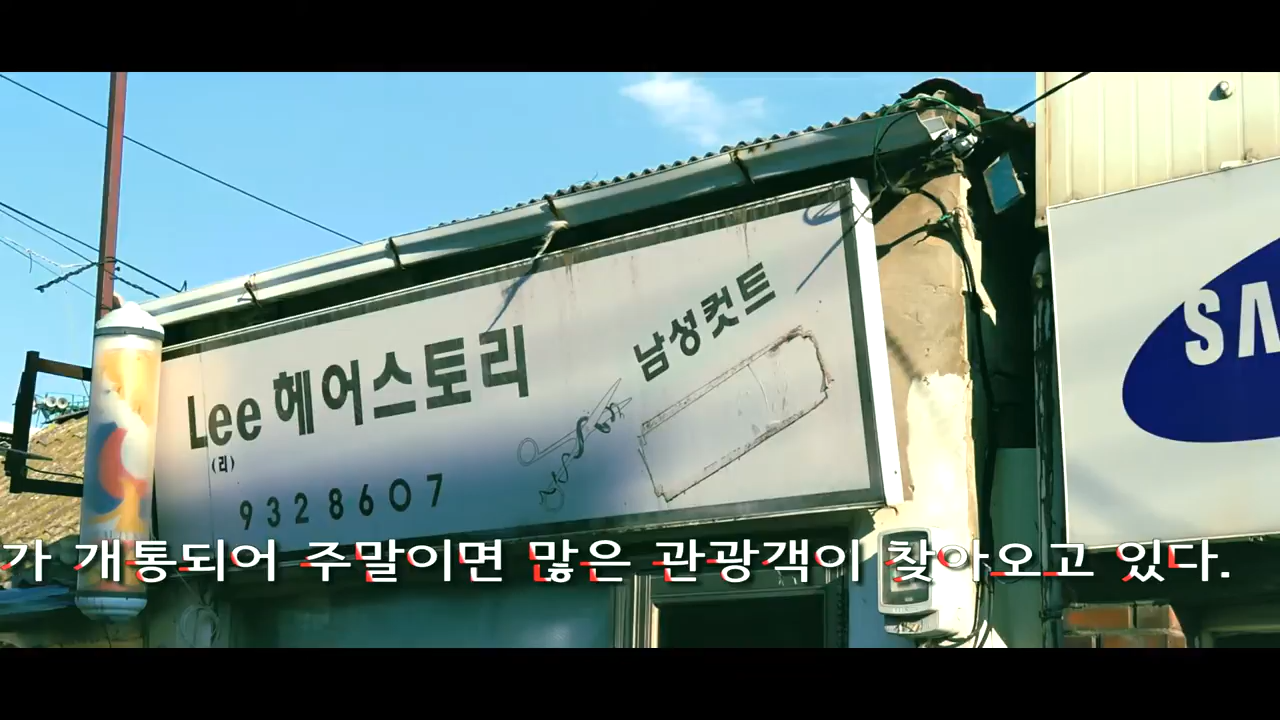 Lee 헤어스토리
(리)
남성컷트
9328607
SA
가 개통되어 주말이면 많은 관광객이 찾아오고 있다.